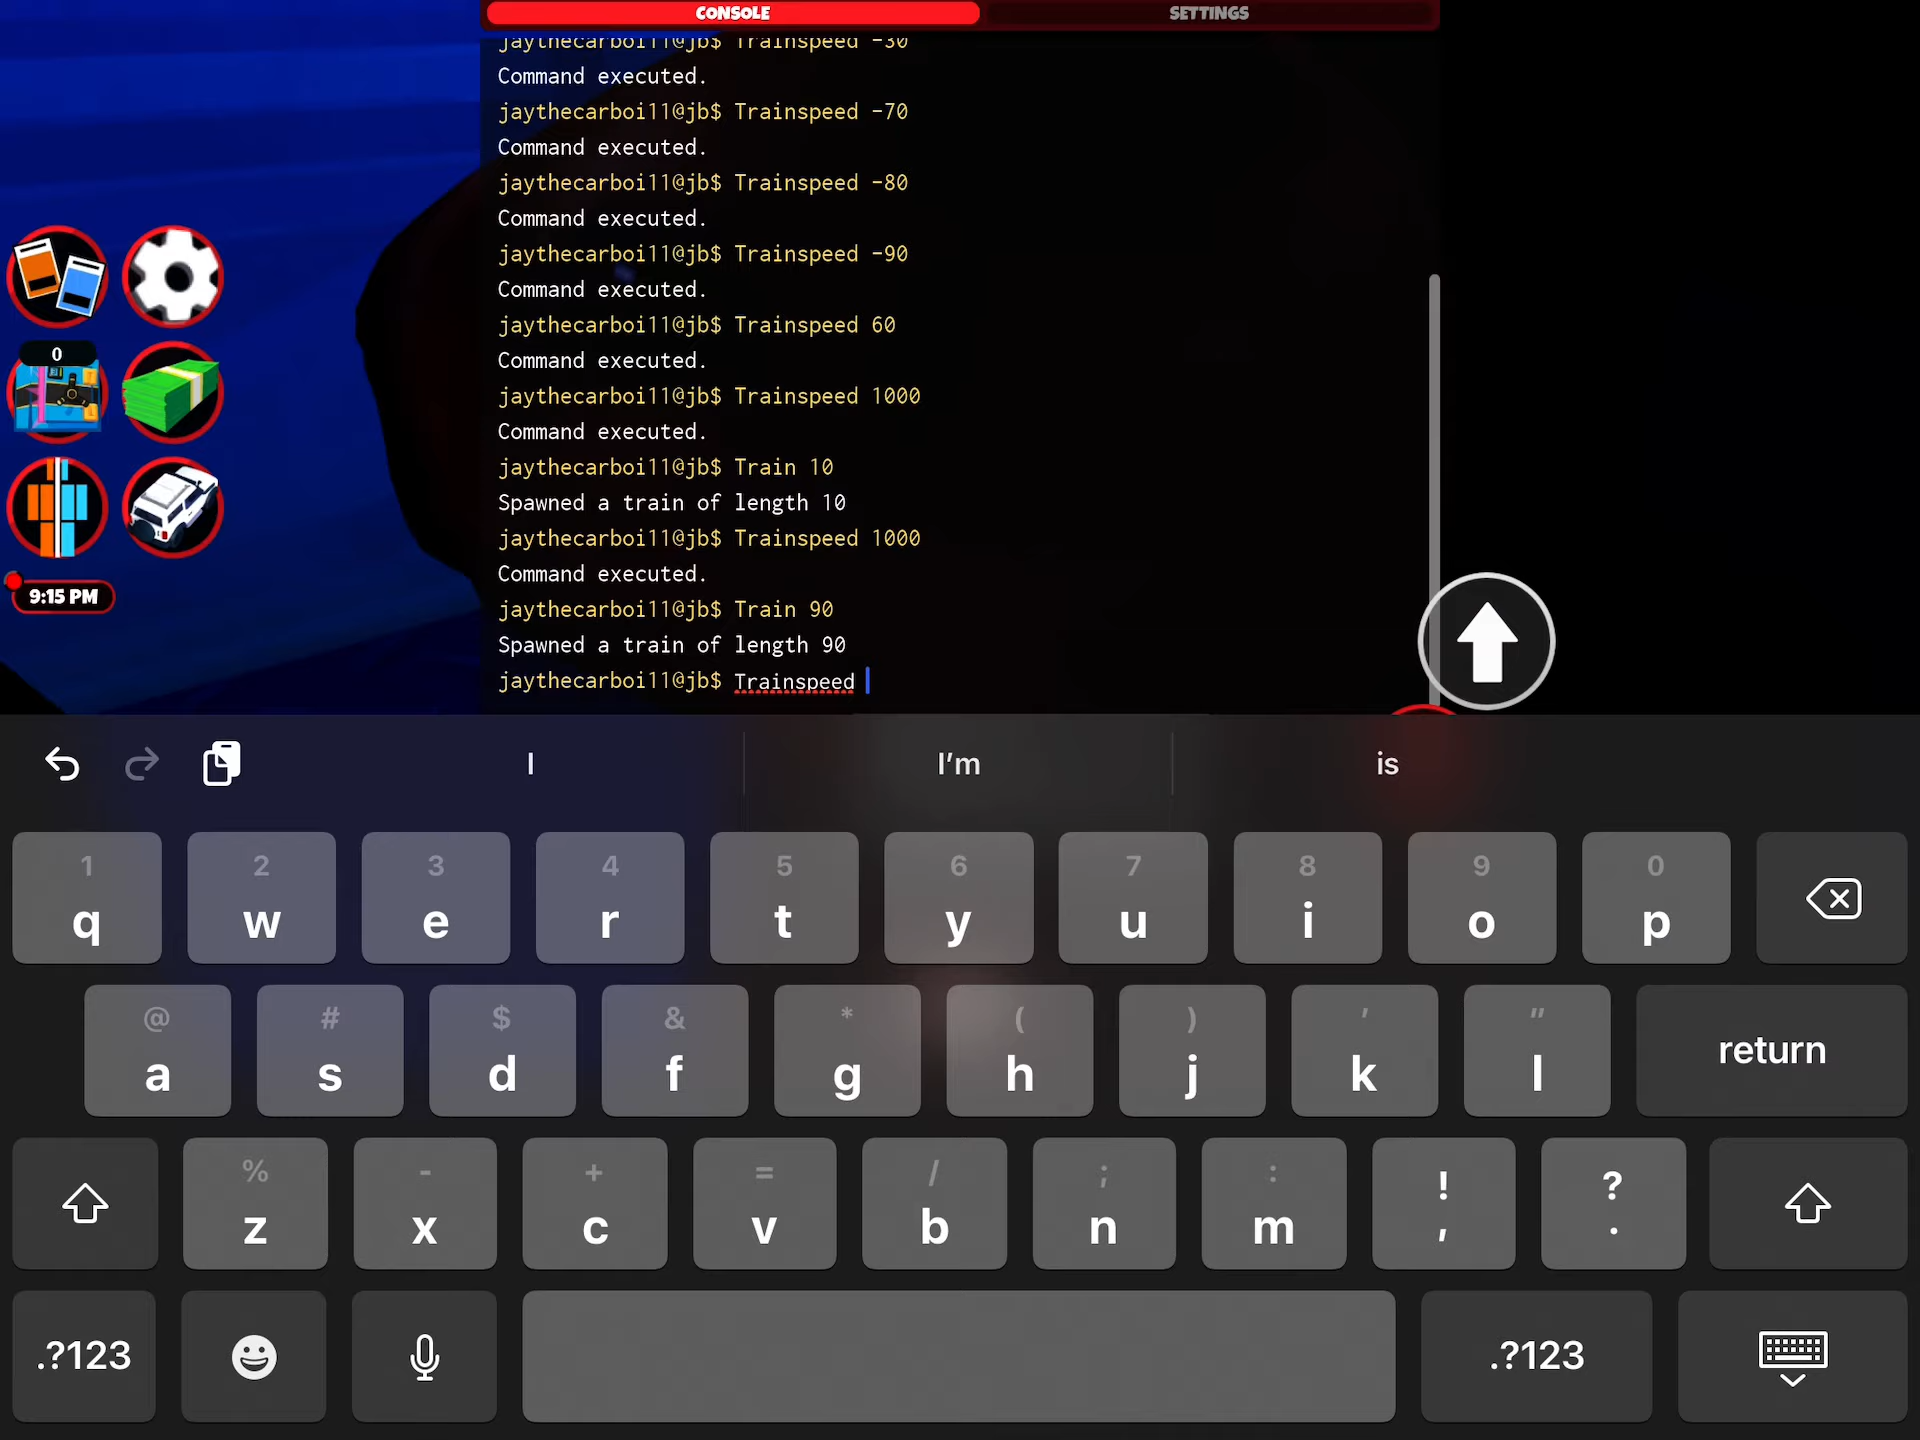 CONSOLE SETTINGS
jaythecarboi11@jb$ Trainspeed -30
Command executed.
jaythecarboi11@jb$ Trainspeed -70
Command executed.
jaythecarboi11@jb$ Trainspeed -80
Command executed.
jaythecarboi11@jb$ Trainspeed -90
Command executed.
jaythecarboi11@jb$ Trainspeed 60
Command executed.
jaythecarboi11@jb$ Trainspeed 1000
Command executed.
jaythecarboi11@jb$ Train 10
Spawned a train of length 10
jaythecarboi11@jb$ Trainspeed 1000
Command executed.
jaythecarboi11@jb$ Train 90
Spawned a train of length 90
jaythecarboi11@jb$ Trainspeed
0
9:15 PM
I I'm is
1 2 3 4 5 6 7 8 9 0
q w e r t y u i o p
@ # $ & * ( ) ' "
a s d f g h j k l return
% - + = / ; : ! ?
z x c v b n m , .
.?123 .?123